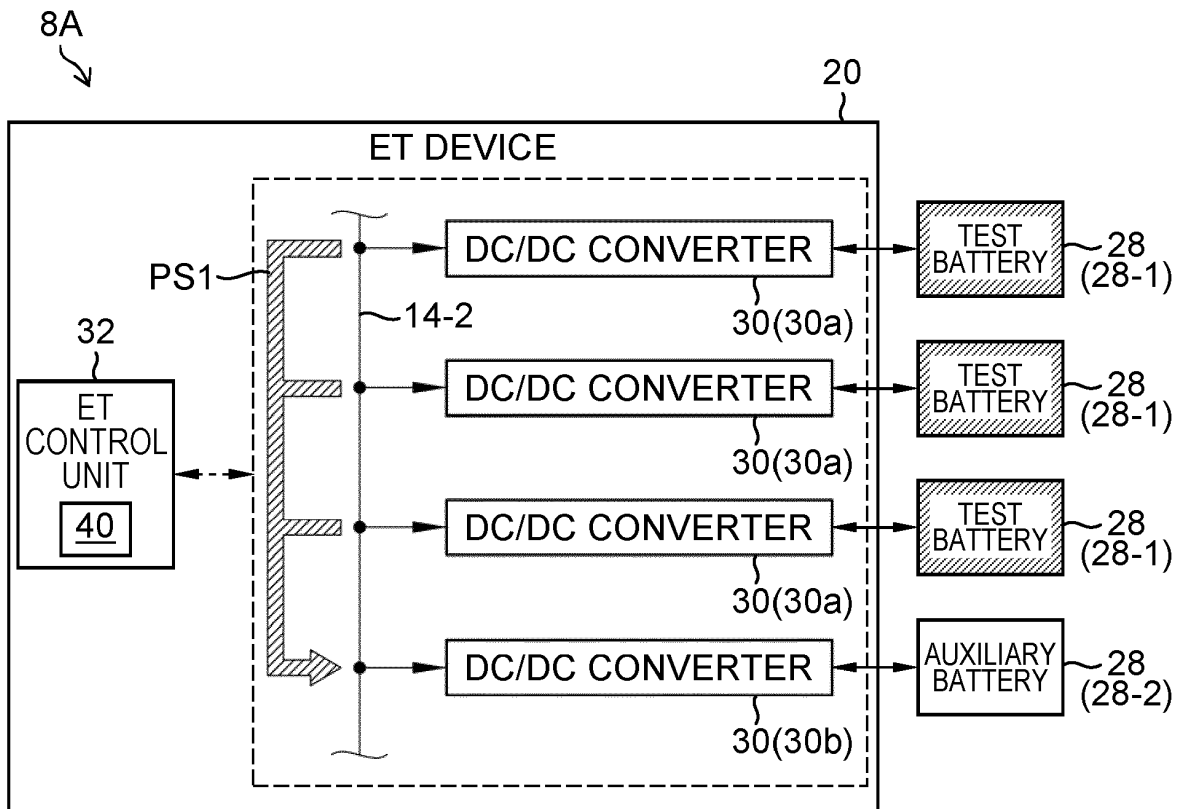 8A
20
ET DEVICE
DC/DC CONVERTER
TEST
BATTERY
28
(28-1)
PS1
14-2
30(30a)
32
ET
CONTROL
UNIT
40
DC/DC CONVERTER
TEST
BATTERY
28
(28-1)
30(30a)
DC/DC CONVERTER
TEST
BATTERY
28
(28-1)
30(30a)
DC/DC CONVERTER
AUXILIARY
BATTERY
28
(28-2)
30(30b)